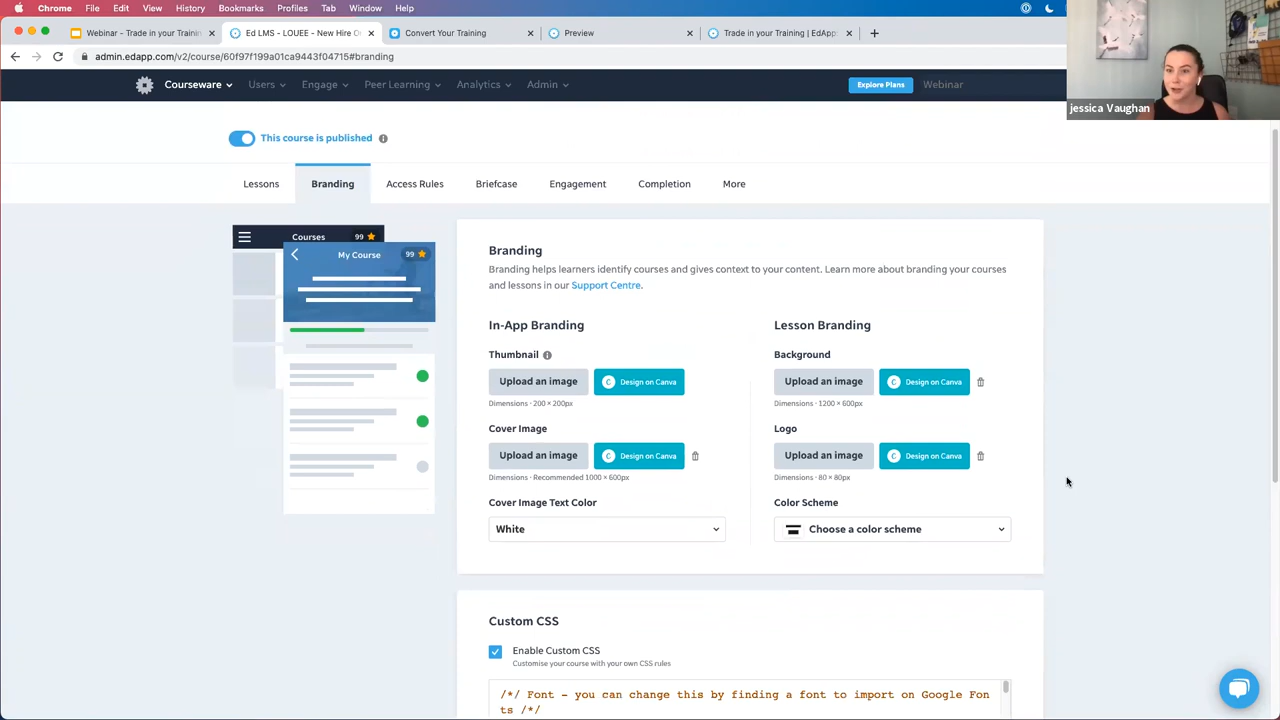 Chrome File Edit View History Bookmarks Profiles Tab Window Help
Webinar - Trade in your Trainin
Ed LMS - LOUEE - New Hire O
Convert Your Training
Preview
Trade in your Training | EdApp
admin.edapp.com/v2/course/60f97f199a01ca9443f04715#branding
Courseware Users Engage Peer Learning Analytics Admin Explore Plans Webinar
jessica Vaughan
This course is published
Lessons Branding Access Rules Briefcase Engagement Completion More
Courses 99
My Course 99
Branding
Branding helps learners identify courses and gives context to your content. Learn more about branding your courses
and lessons in our Support Centre.
In-App Branding
Thumbnail
Upload an image Design on Canva
Dimensions · 200 × 200px
Cover Image
Upload an image Design on Canva
Dimensions · Recommended 1000 × 600px
Cover Image Text Color
White
Lesson Branding
Background
Upload an image Design on Canva
Dimensions · 1200 × 600px
Logo
Upload an image Design on Canva
Dimensions · 80 × 80px
Color Scheme
Choose a color scheme
Custom CSS
Enable Custom CSS
Customise your course with your own CSS rules
/*/ Font - you can change this by finding a font to import on Google Fon
ts /*/